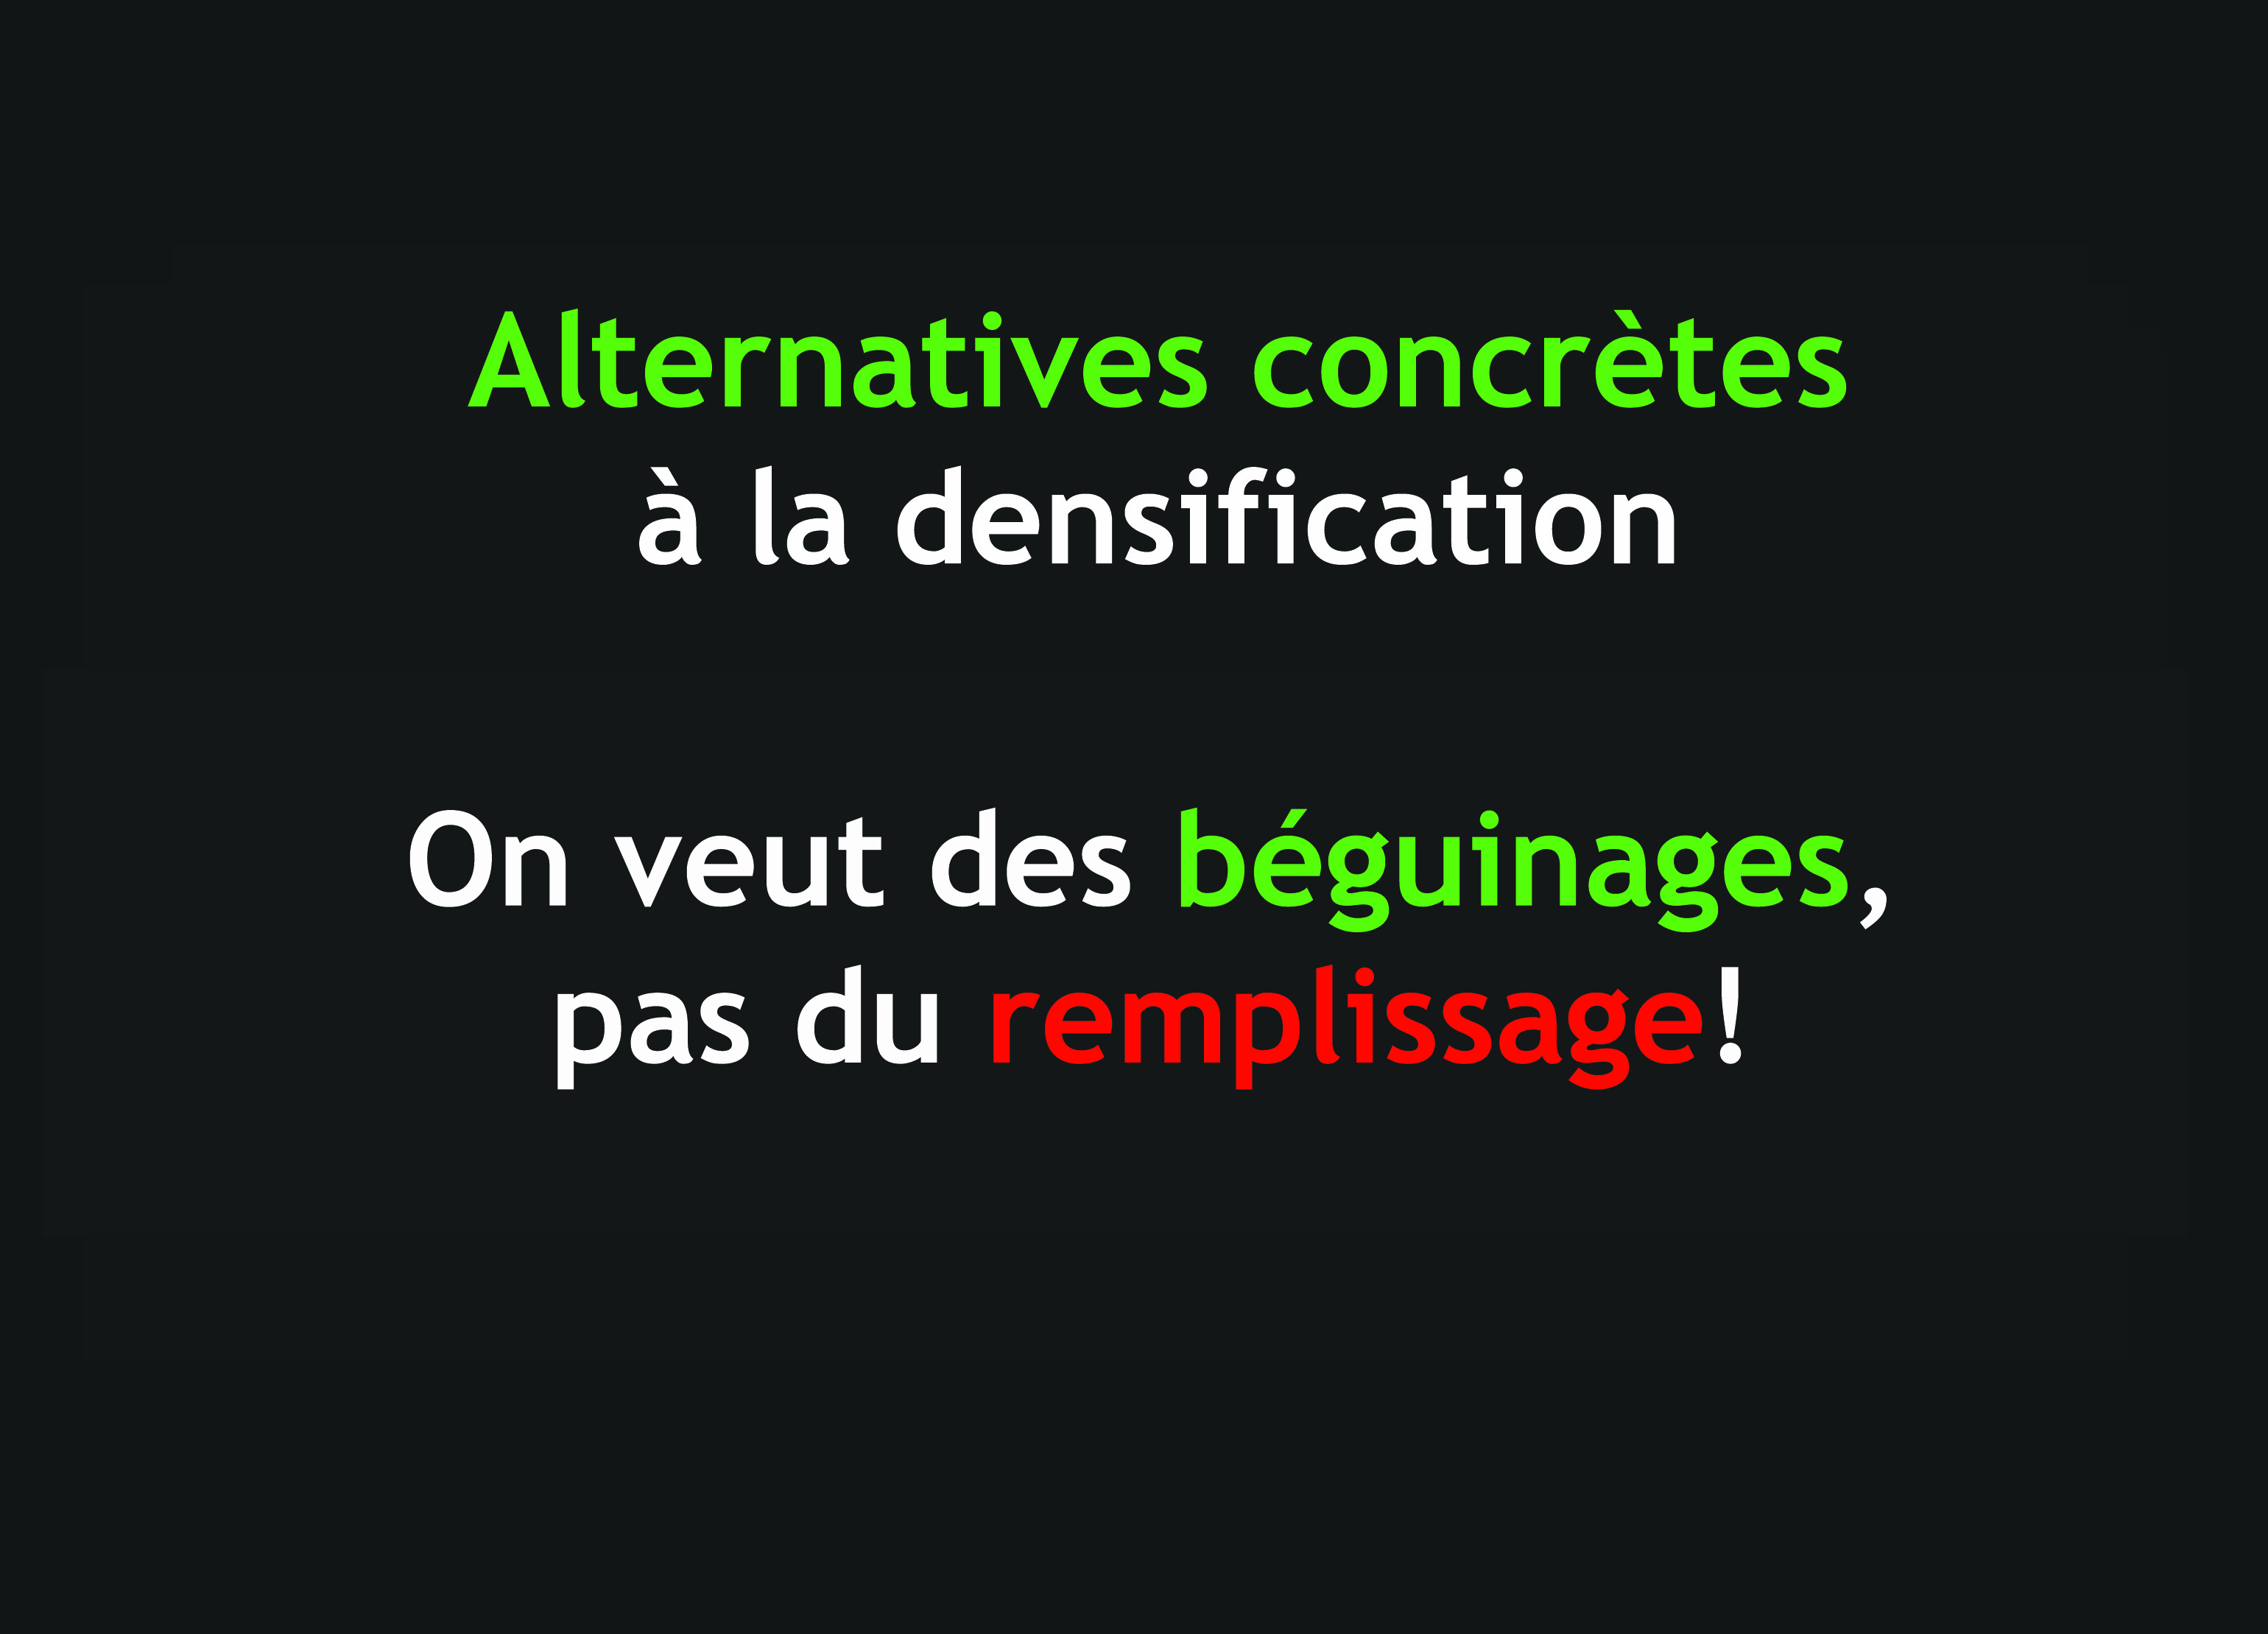 Alternatives concrètes
à la densification
On veut des béguinages,
pas du remplissage!